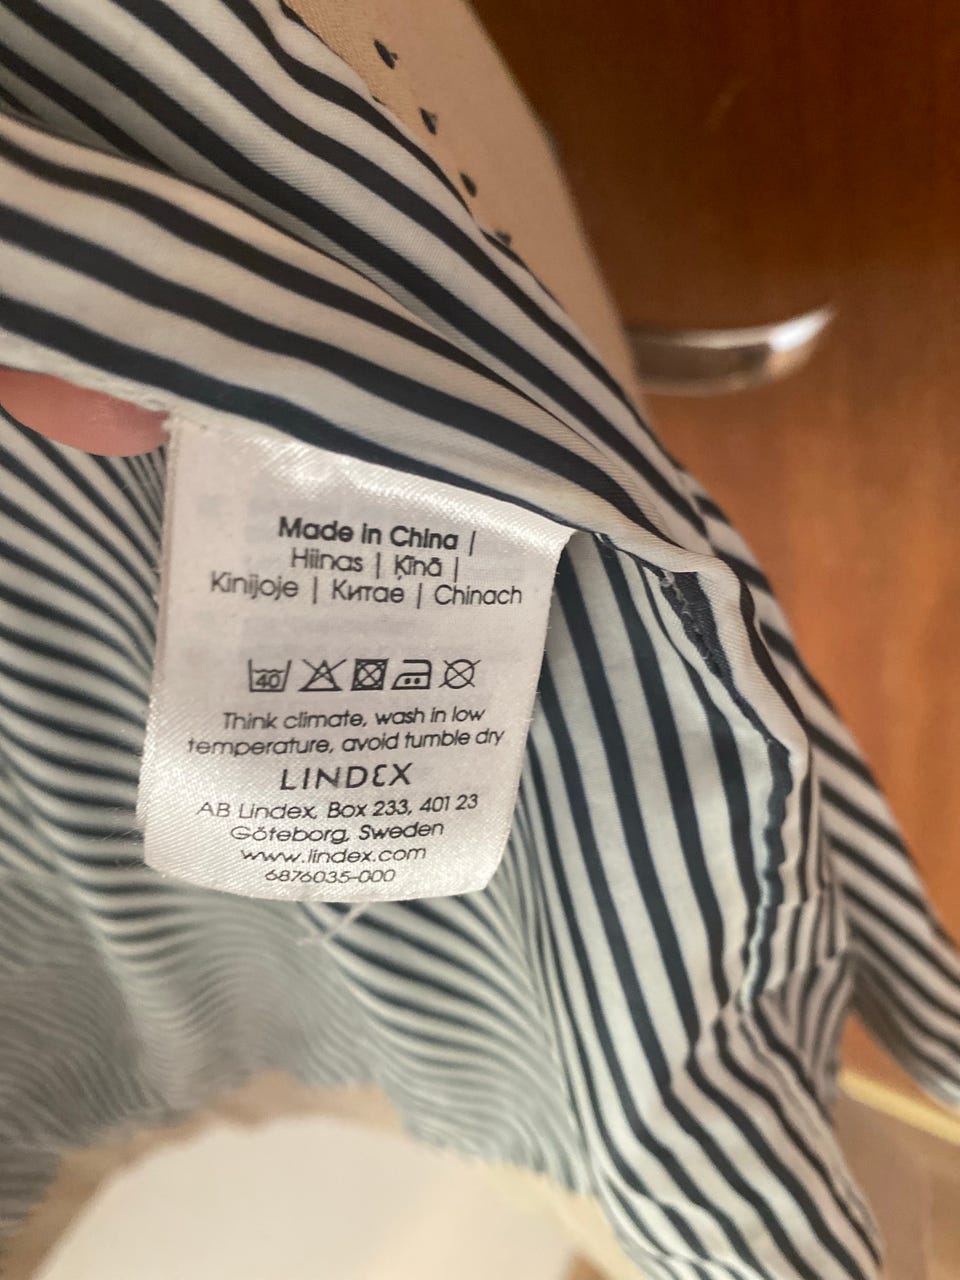 Made in China |
Hiinas | Ķīnā |
Kinijoje | Китае | Chinach
40
Think climate, wash in low
temperature, avoid tumble dry
LINDEX
AB Lindex, Box 233, 401 23
Göteborg, Sweden
www.lindex.com
6876035-000